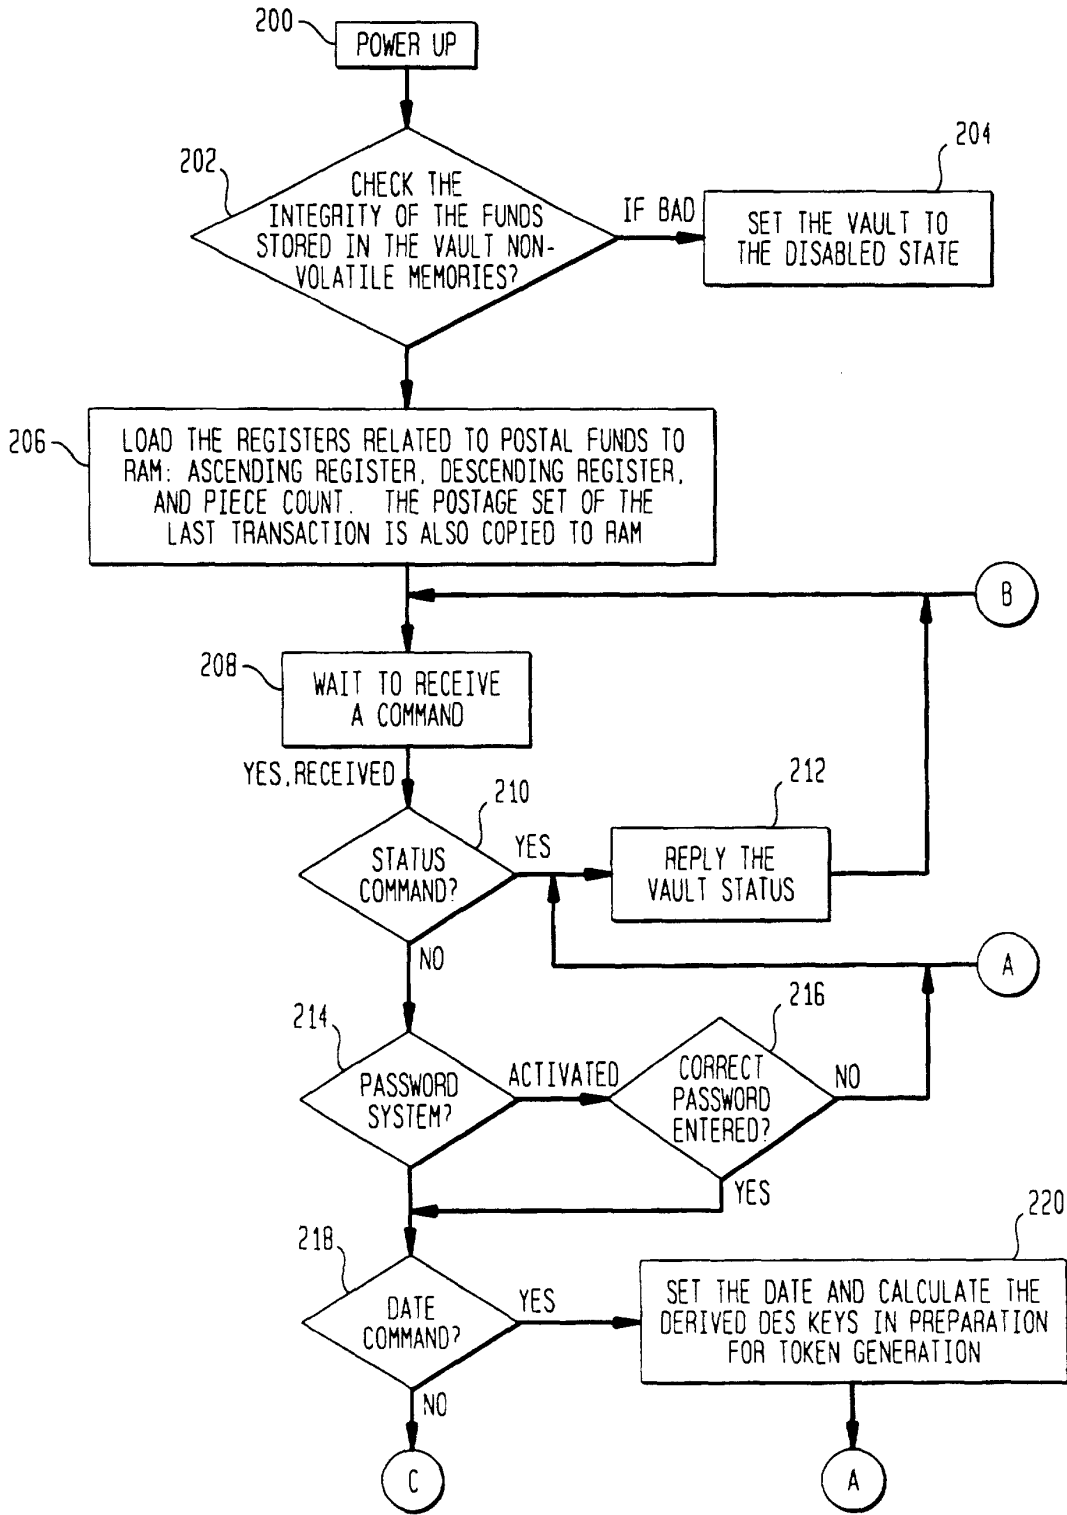 200
POWER UP
202
CHECK THE
INTEGRITY OF THE FUNDS
STORED IN THE VAULT NON-
VOLATILE MEMORIES?
IF BAD
204
SET THE VAULT TO
THE DISABLED STATE
206
LOAD THE REGISTERS RELATED TO POSTAL FUNDS TO
RAM: ASCENDING REGISTER, DESCENDING REGISTER,
AND PIECE COUNT. THE POSTAGE SET OF THE
LAST TRANSACTION IS ALSO COPIED TO RAM
B
208
WAIT TO RECEIVE
A COMMAND
YES,RECEIVED
210
STATUS
COMMAND?
YES
212
REPLY THE
VAULT STATUS
NO
A
214
PASSWORD
SYSTEM?
ACTIVATED
216
CORRECT
PASSWORD
ENTERED?
NO
YES
218
DATE
COMMAND?
YES
220
SET THE DATE AND CALCULATE THE
DERIVED DES KEYS IN PREPARATION
FOR TOKEN GENERATION
NO
C
A